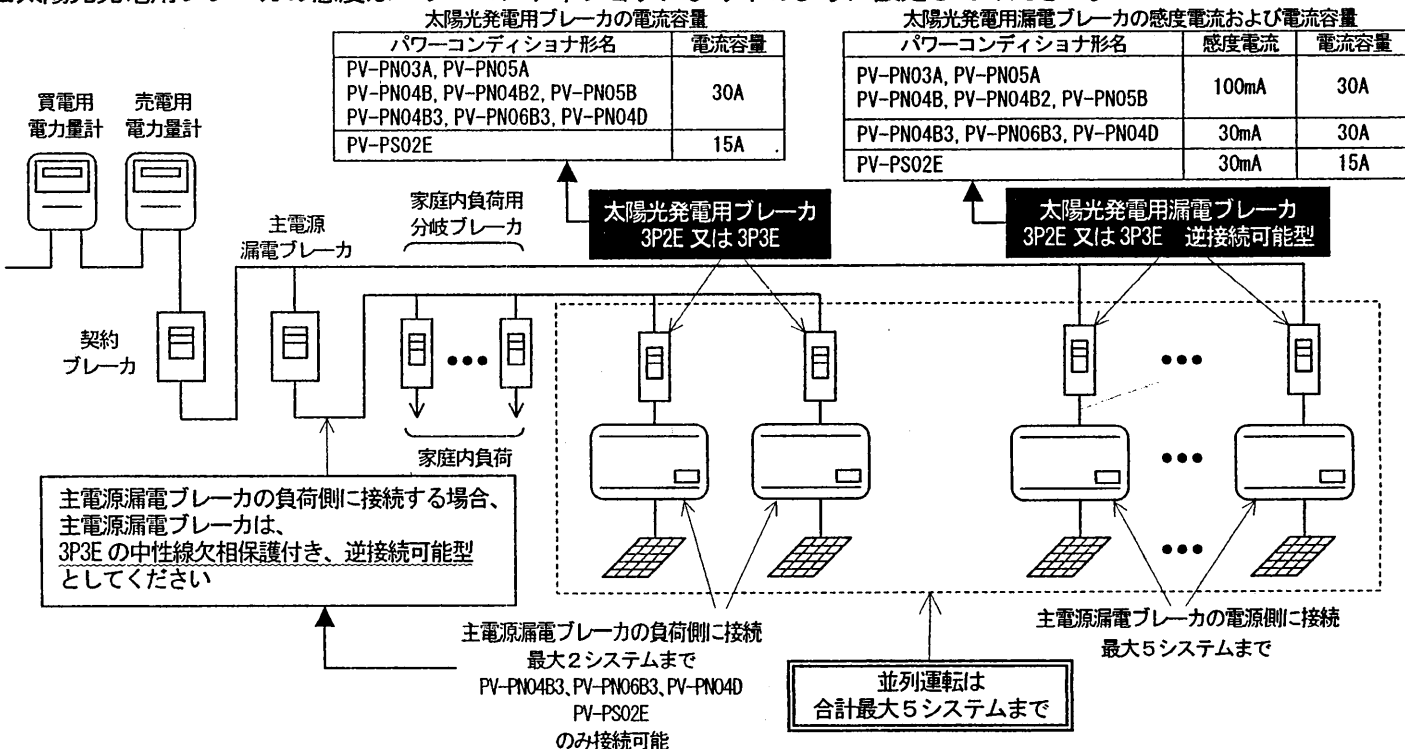 太陽光発電用ブレーカの電流容量
パワーコンディショナ形名 電流容量
PV-PN03A, PV-PN05A
PV-PN04B, PV-PN04B2, PV-PN05B
PV-PN04B3, PV-PN06B3, PV-PN04D
30A
PV-PS02E 15A
太陽光発電用漏電ブレーカの感度電流および電流容量
パワーコンディショナ形名 感度電流 電流容量
PV-PN03A, PV-PN05A
PV-PN04B, PV-PN04B2, PV-PN05B
100mA 30A
PV-PN04B3, PV-PN06B3, PV-PN04D 30mA 30A
PV-PS02E 30mA 15A
買電用
電力量計
売電用
電力量計
主電源
漏電ブレーカ
家庭内負荷用
分岐ブレーカ
太陽光発電用ブレーカ
3P2E 又は 3P3E
太陽光発電用漏電ブレーカ
3P2E 又は 3P3E 逆接続可能型
契約
ブレーカ
家庭内負荷
主電源漏電ブレーカの負荷側に接続する場合、
主電源漏電ブレーカは、
3P3E の中性線欠相保護付き、逆接続可能型
としてください
主電源漏電ブレーカの負荷側に接続
最大2システムまで
PV-PN04B3、PV-PN06B3、PV-PN04D
PV-PS02E
のみ接続可能
並列運転は
合計最大5システムまで
主電源漏電ブレーカの電源側に接続
最大5システムまで